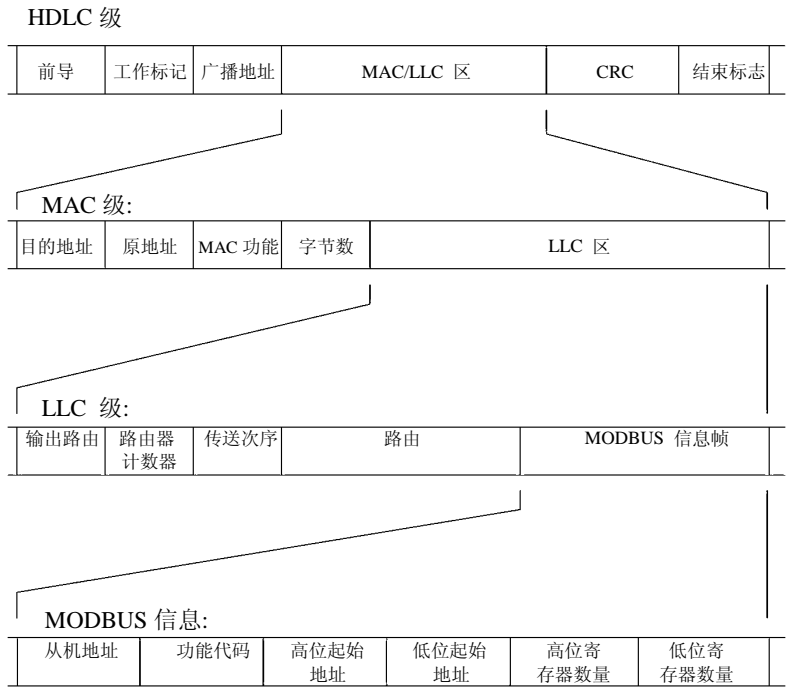 HDLC 级
前导 工作标记 广播地址 MAC/LLC 区 CRC 结束标志
MAC 级:
目的地址 原地址 MAC 功能 字节数 LLC 区
LLC 级:
输出路由 路由器 传送次序 路由 MODBUS 信息帧
计数器
MODBUS 信息:
从机地址 功能代码 高位起始 低位起始 高位寄 低位寄
地址 地址 存器数量 存器数量